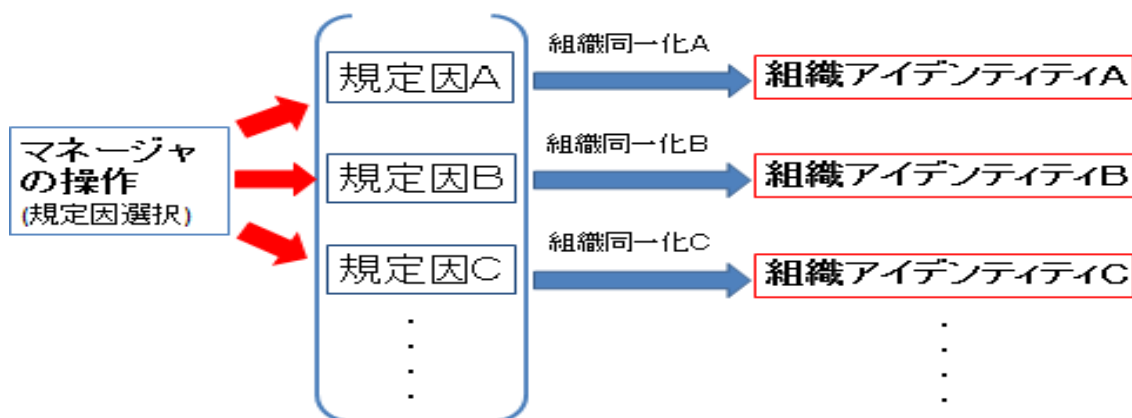 組織同一化A
規定因A
組織アイデンティティA
マネージャ
の操作
(規定因選択)
組織同一化B
規定因B
組織アイデンティティB
組織同一化C
規定因C
組織アイデンティティC